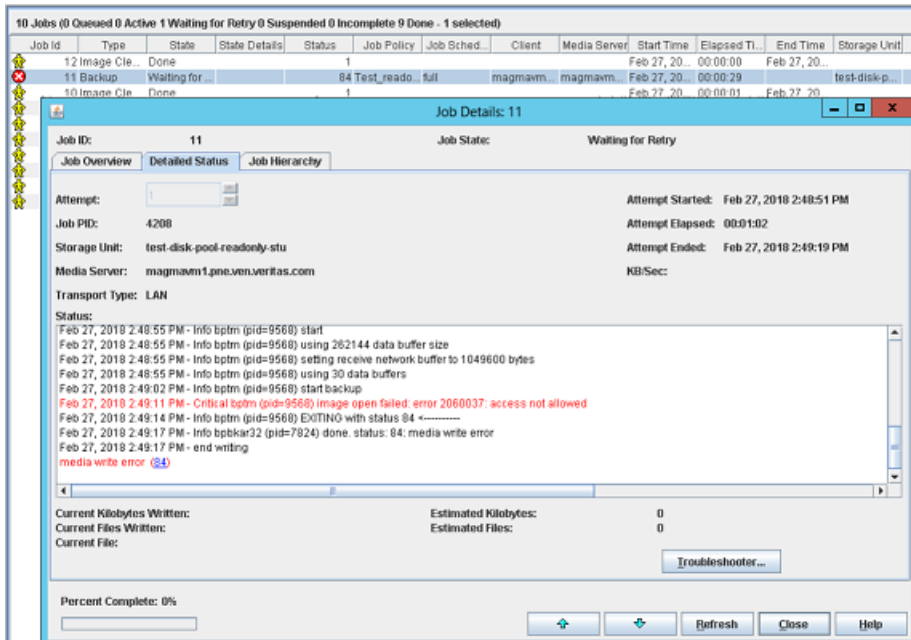 10 Jobs (0 Queued 0 Active 1 Waiting for Retry 0 Suspended 0 Incomplete 9 Done - 1 selected)
Job Id Type State State Details Status Job Policy Job Sched... Client Media Server Start Time Elapsed Ti... End Time Storage Unit
12 Image Cle... Done 1 Feb 27, 20... 00:00:00 Feb 27, 20...
11 Backup Waiting for ... 84 Test_reado... full magmavm... magmavm... Feb 27, 20... 00:00:29 test-disk-p...
10 Image Cle... Done 1 Feb 27, 20... 00:00:01 Feb 27, 20...
Job Details: 11
Job ID: 11 Job State: Waiting for Retry
Job Overview Detailed Status Job Hierarchy
Attempt: 1 Attempt Started: Feb 27, 2018 2:48:51 PM
Job PID: 4208 Attempt Elapsed: 00:01:02
Storage Unit: test-disk-pool-readonly-stu Attempt Ended: Feb 27, 2018 2:49:19 PM
Media Server: magmavm1.pne.ven.veritas.com KB/Sec:
Transport Type: LAN
Status:
Feb 27, 2018 2:48:55 PM - Info bptm (pid=9568) start
Feb 27, 2018 2:48:55 PM - Info bptm (pid=9568) using 262144 data buffer size
Feb 27, 2018 2:48:55 PM - Info bptm (pid=9568) setting receive network buffer to 1049600 bytes
Feb 27, 2018 2:48:55 PM - Info bptm (pid=9568) using 30 data buffers
Feb 27, 2018 2:49:02 PM - Info bptm (pid=9568) start backup
Feb 27, 2018 2:49:11 PM - Critical bptm (pid=9568) image open failed: error 2060037: access not allowed
Feb 27, 2018 2:49:14 PM - Info bptm (pid=9568) EXITING with status 84 <----------
Feb 27, 2018 2:49:17 PM - Info bpbkar32 (pid=7824) done. status: 84: media write error
Feb 27, 2018 2:49:17 PM - end writing
media write error (84)
Current Kilobytes Written: Estimated Kilobytes: 0
Current Files Written: Estimated Files: 0
Current File:
Troubleshooter...
Percent Complete: 0%
Refresh Close Help